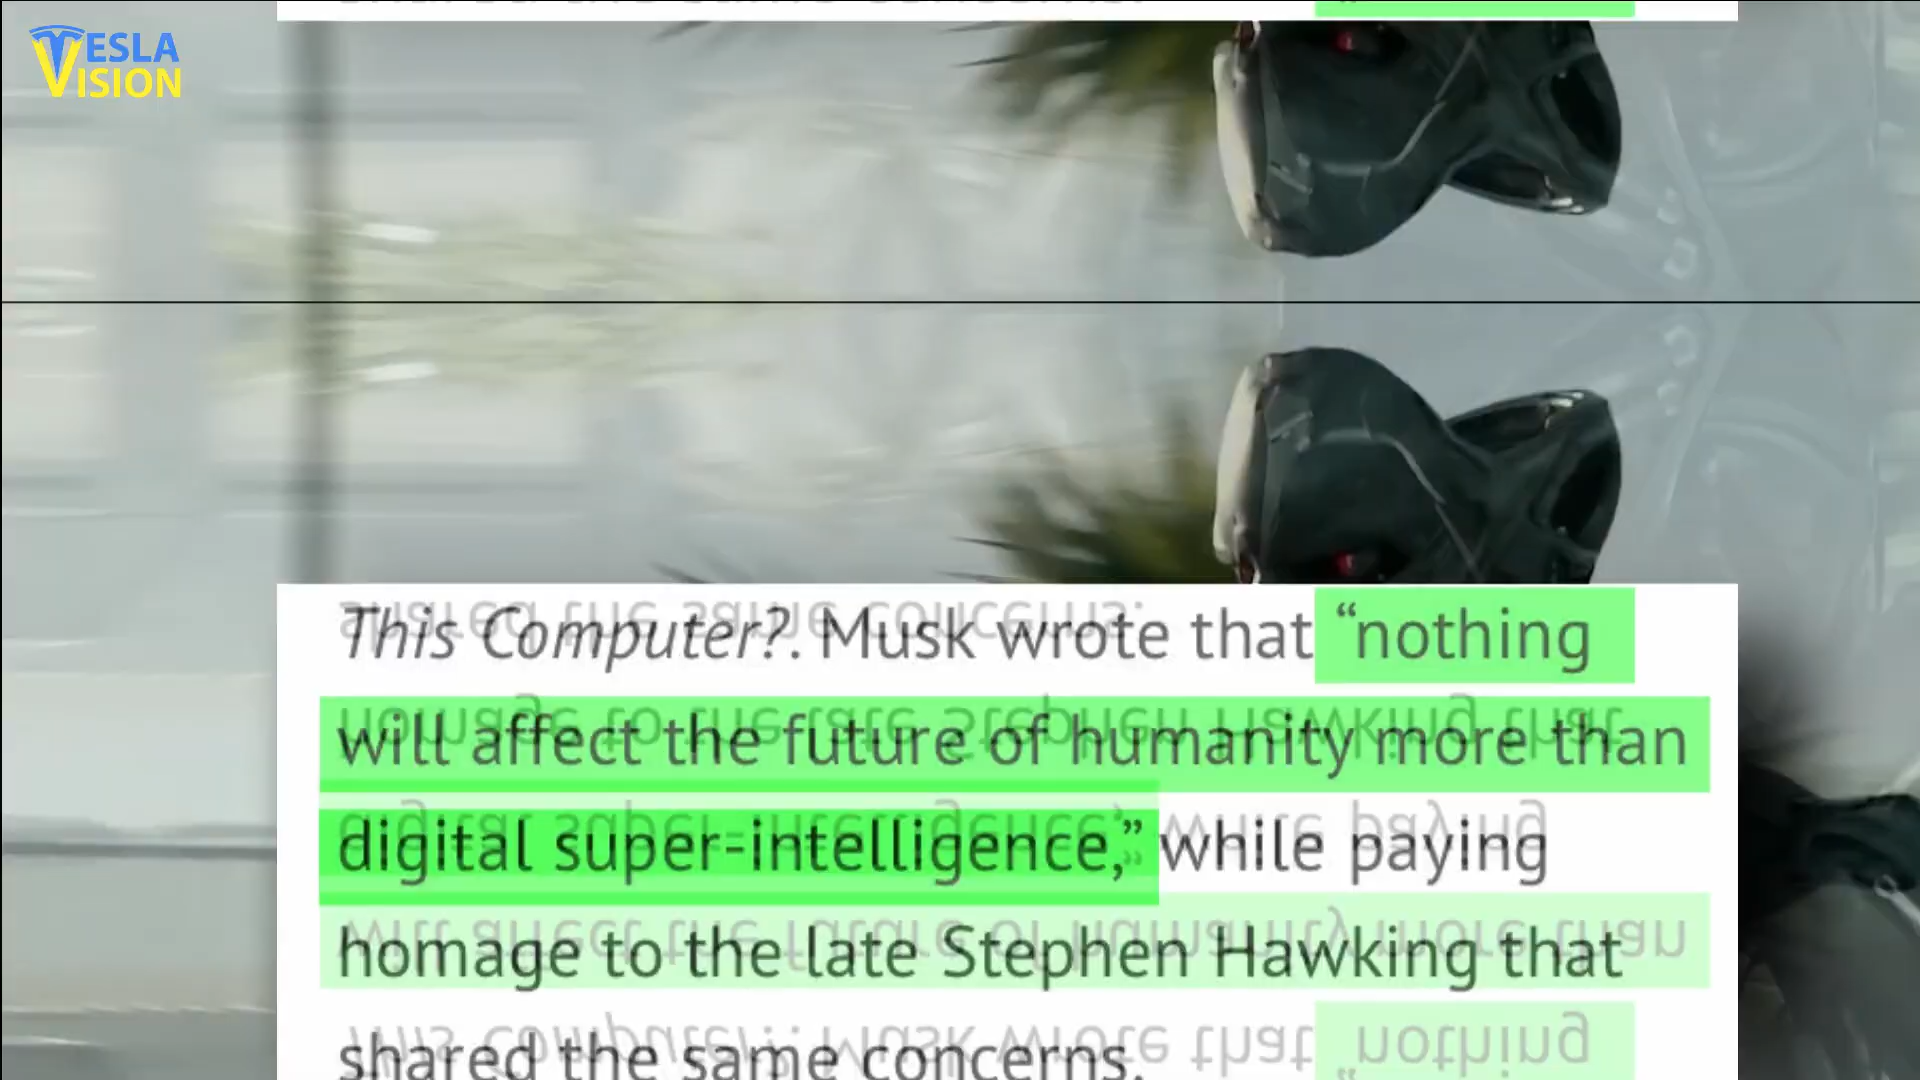 TESLA
VISION
This Computer?. Musk wrote that “nothing
will affect the future of humanity more than
digital super-intelligence,” while paying
homage to the late Stephen Hawking that
shared the same concerns.